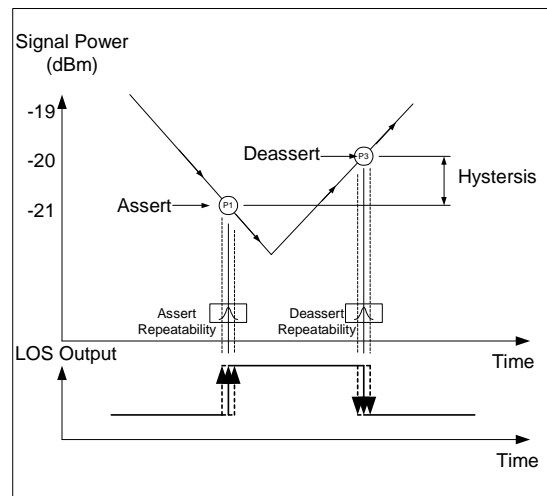 Signal Power
(dBm)
-19
-20
-21
Deassert
P3
Hystersis
Assert
P1
Assert
Repeatability
Deassert
Repeatability
LOS Output
Time
Time